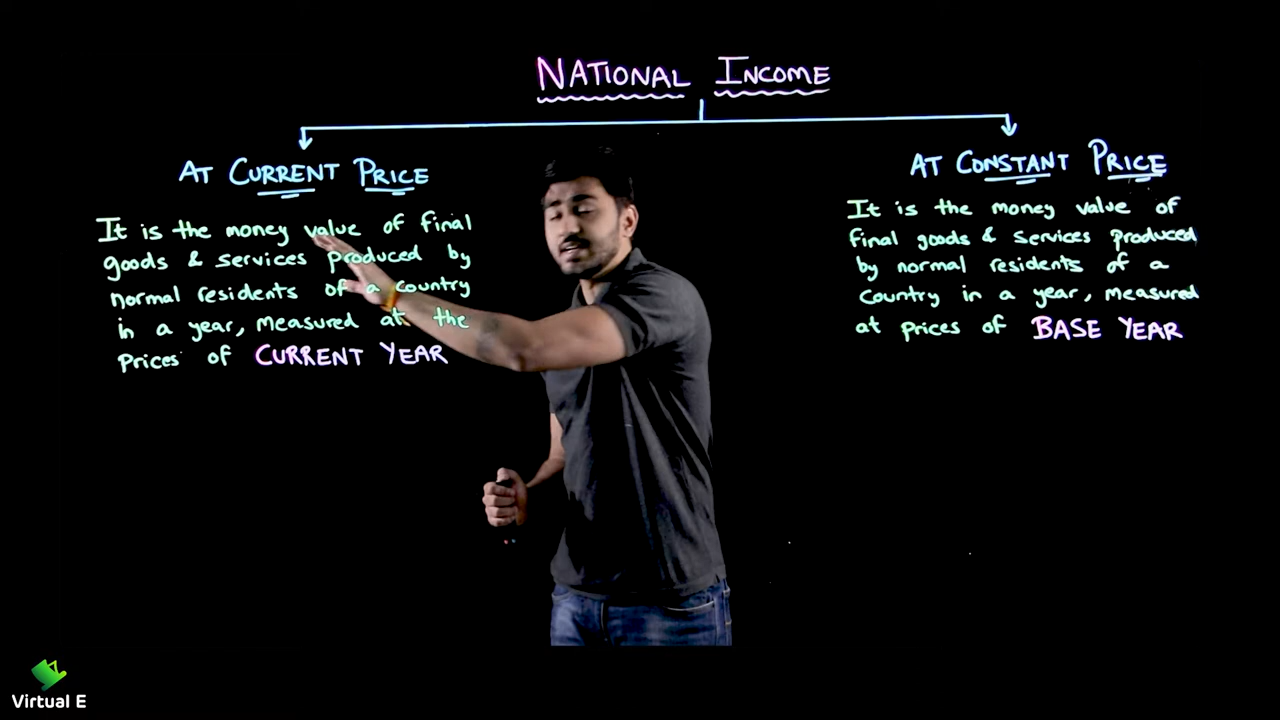 NATIONAL INCOME
AT CURRENT PRICE
It is the money value of final
goods & services produced by
normal residents of a country
in a year, measured at the
prices of CURRENT YEAR
AT CONSTANT PRICE
It is the money value of
final goods & services produced
by normal residents of a
country in a year, measured
at prices of BASE YEAR
Virtual E